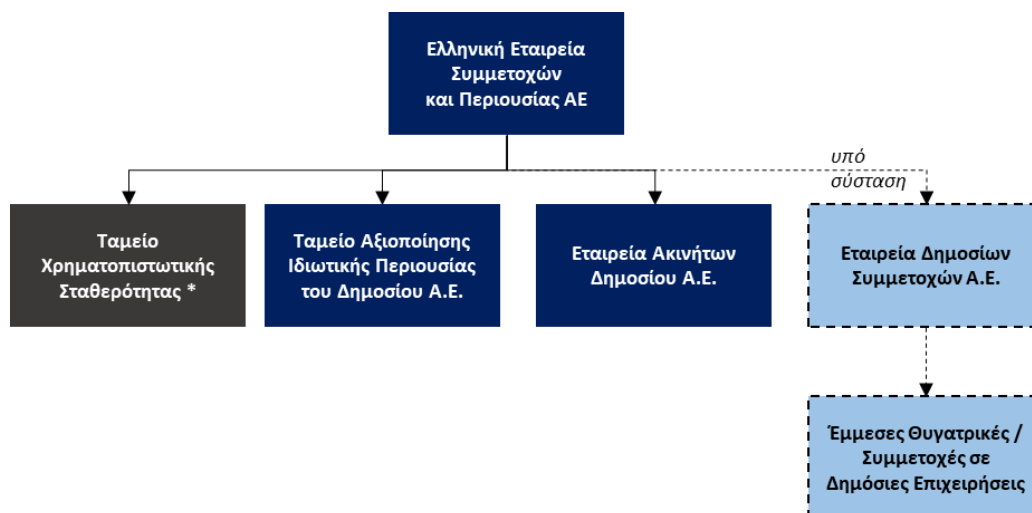 Ελληνική Εταιρεία
Συμμετοχών
και Περιουσίας ΑΕ
υπό
σύσταση
Ταμείο
Χρηματοπιστωτικής
Σταθερότητας *
Ταμείο Αξιοποίησης
Ιδιωτικής Περιουσίας
του Δημοσίου Α.Ε.
Εταιρεία Ακινήτων
Δημοσίου Α.Ε.
Εταιρεία Δημοσίων
Συμμετοχών Α.Ε.
Έμμεσες Θυγατρικές /
Συμμετοχές σε
Δημόσιες Επιχειρήσεις